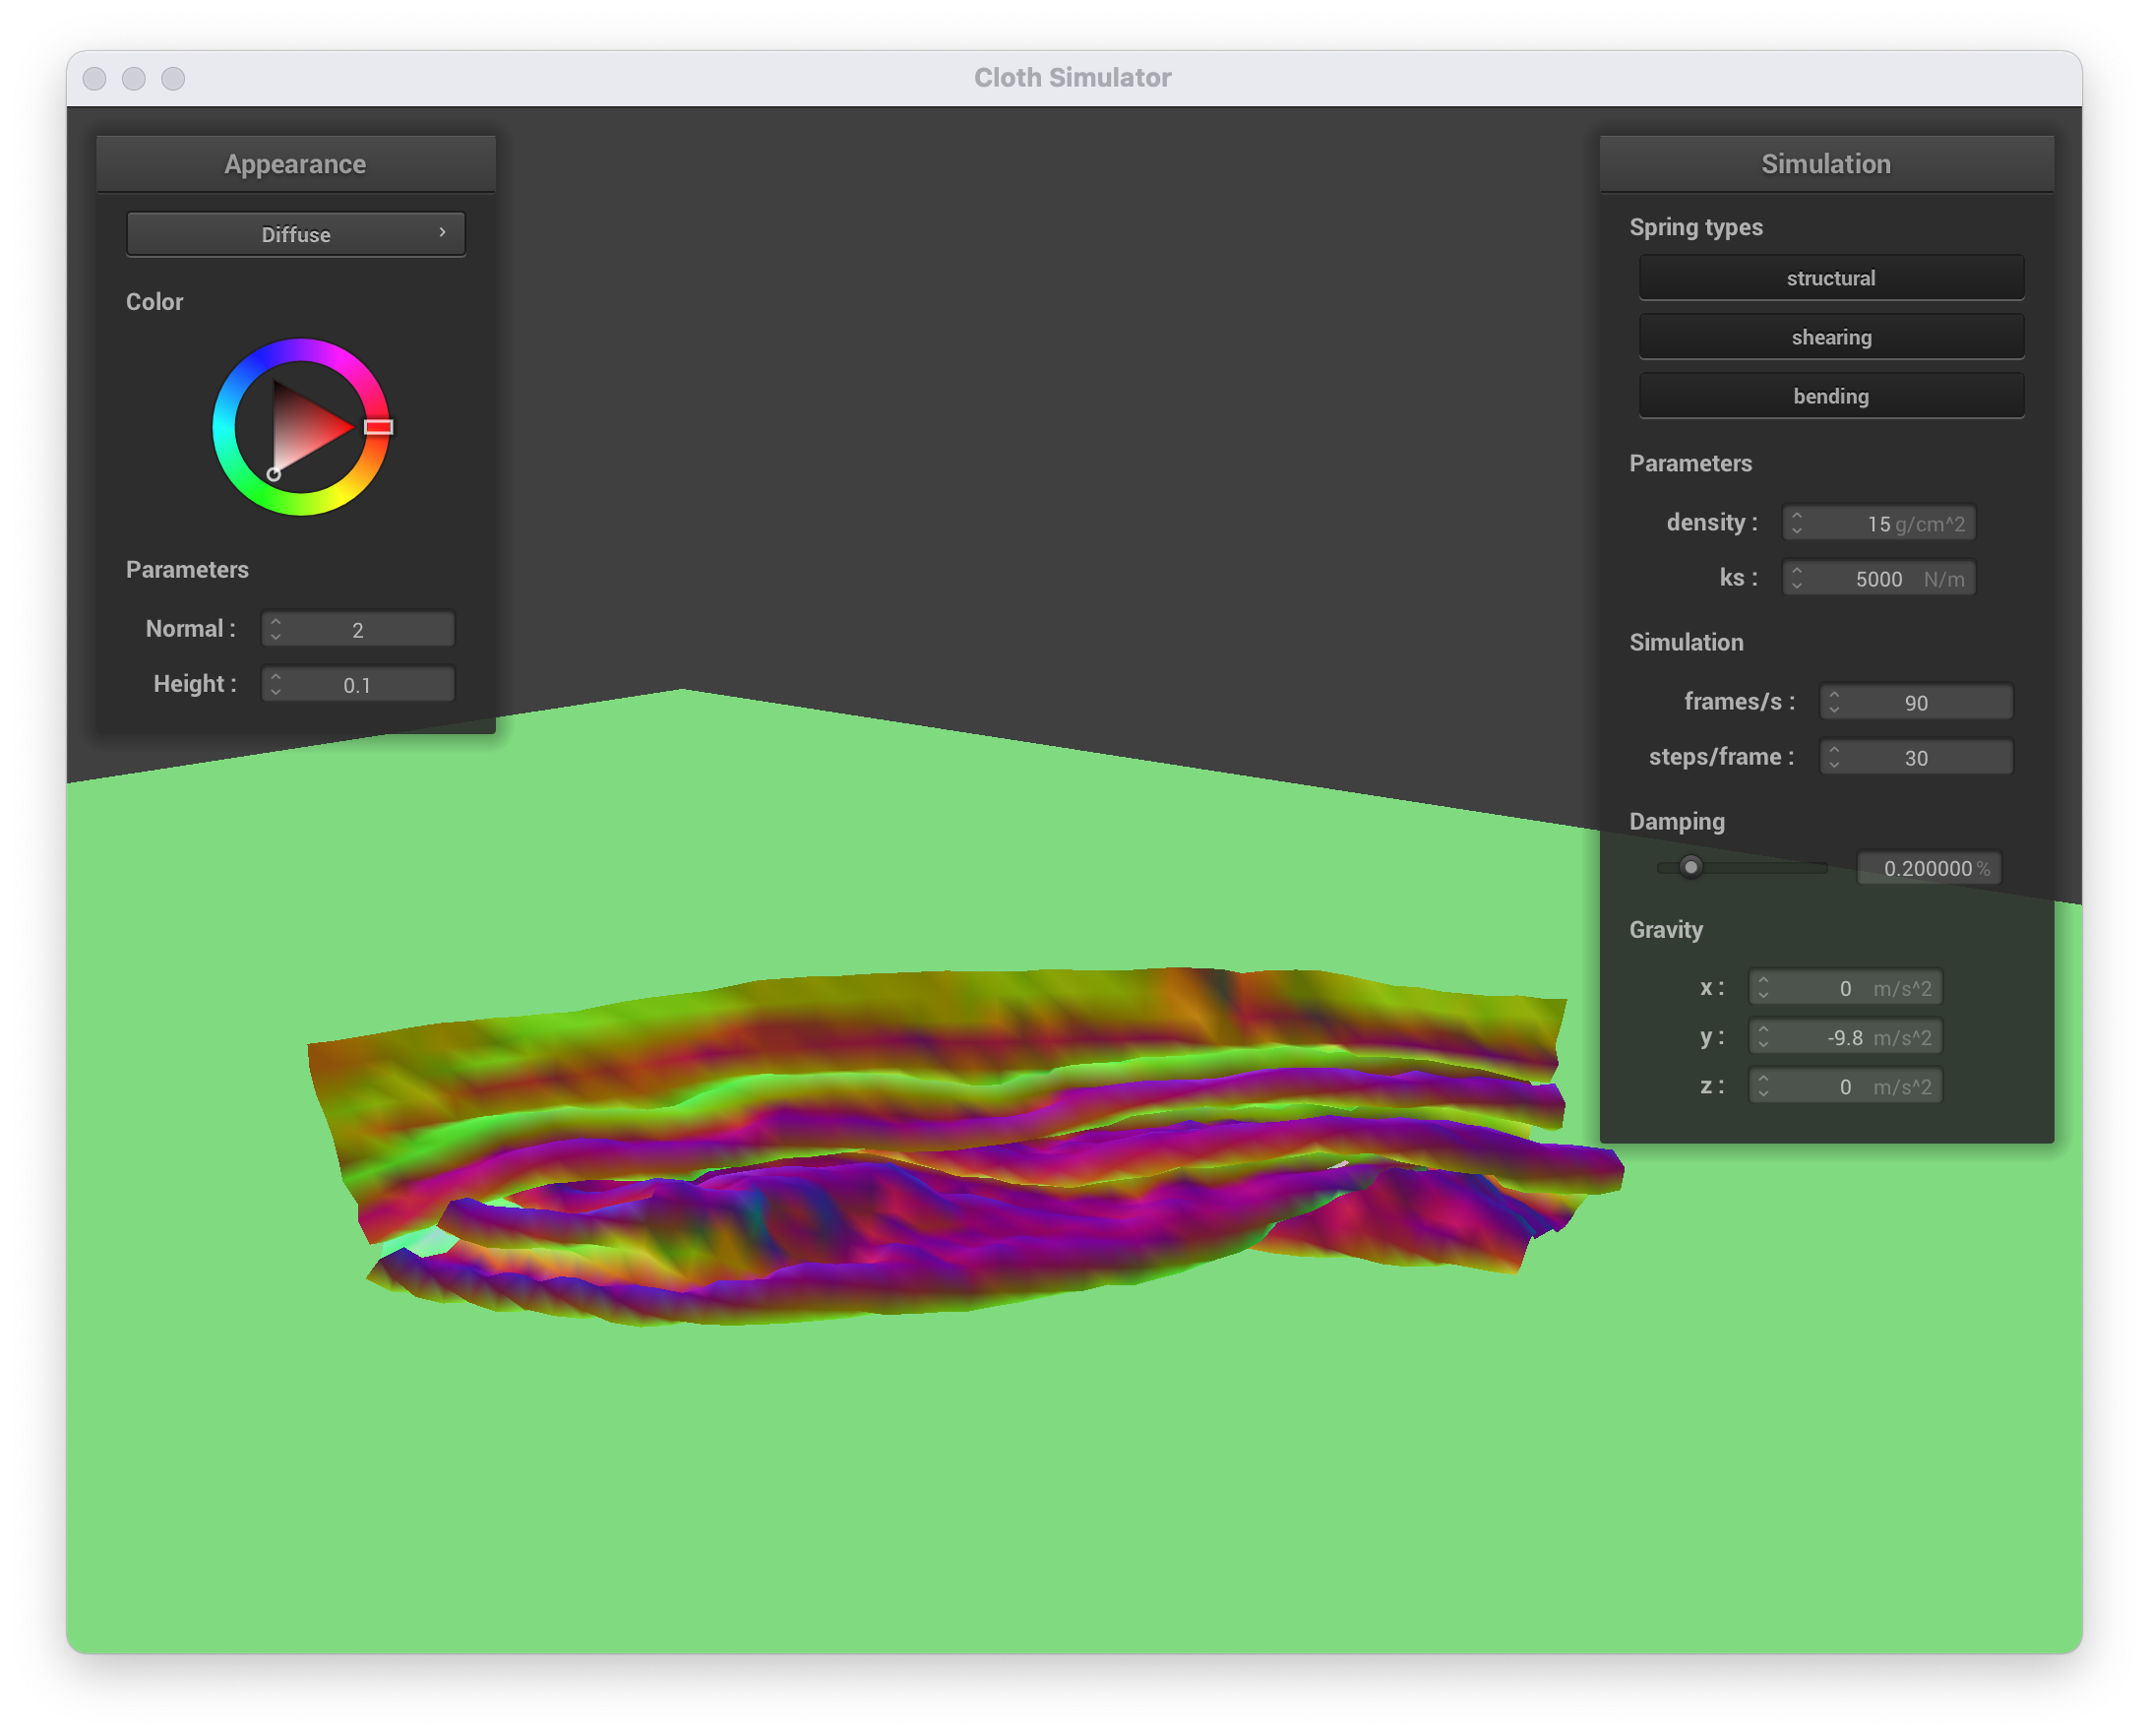 Cloth Simulator
Appearance
Diffuse
Color
Parameters
Normal : 2
Height : 0.1
Simulation
Spring types
structural
shearing
bending
Parameters
density : 15 g/cm^2
ks : 5000 N/m
Simulation
frames/s : 90
steps/frame : 30
Damping
0.200000 %
Gravity
x : 0 m/s^2
y : -9.8 m/s^2
z : 0 m/s^2